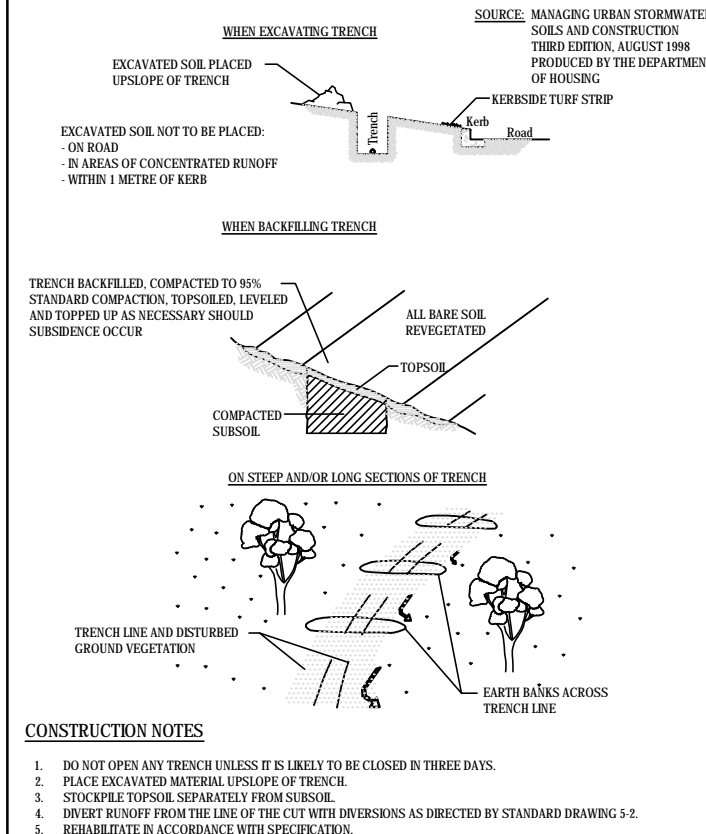 WHEN EXCAVATING TRENCH
SOURCE: MANAGING URBAN STORMWATER
SOILS AND CONSTRUCTION
THIRD EDITION, AUGUST 1998
PRODUCED BY THE DEPARTMEN
OF HOUSING
EXCAVATED SOIL PLACED
UPSLOPE OF TRENCH
KERBSIDE TURF STRIP
Kerb
Road
Trench
EXCAVATED SOIL NOT TO BE PLACED:
- ON ROAD
- IN AREAS OF CONCENTRATED RUNOFF
- WITHIN 1 METRE OF KERB
WHEN BACKFILLING TRENCH
TRENCH BACKFILLED, COMPACTED TO 95%
STANDARD COMPACTION, TOPSOILED, LEVELED
AND TOPPED UP AS NECESSARY SHOULD
SUBSIDENCE OCCUR
ALL BARE SOIL
REVEGETATED
TOPSOIL
COMPACTED
SUBSOIL
ON STEEP AND/OR LONG SECTIONS OF TRENCH
TRENCH LINE AND DISTURBED
GROUND VEGETATION
EARTH BANKS ACROSS
TRENCH LINE
CONSTRUCTION NOTES
1. DO NOT OPEN ANY TRENCH UNLESS IT IS LIKELY TO BE CLOSED IN THREE DAYS.
2. PLACE EXCAVATED MATERIAL UPSLOPE OF TRENCH.
3. STOCKPILE TOPSOIL SEPARATELY FROM SUBSOIL.
4. DIVERT RUNOFF FROM THE LINE OF THE CUT WITH DIVERSIONS AS DIRECTED BY STANDARD DRAWING 5-2.
5. REHABILITATE IN ACCORDANCE WITH SPECIFICATION.